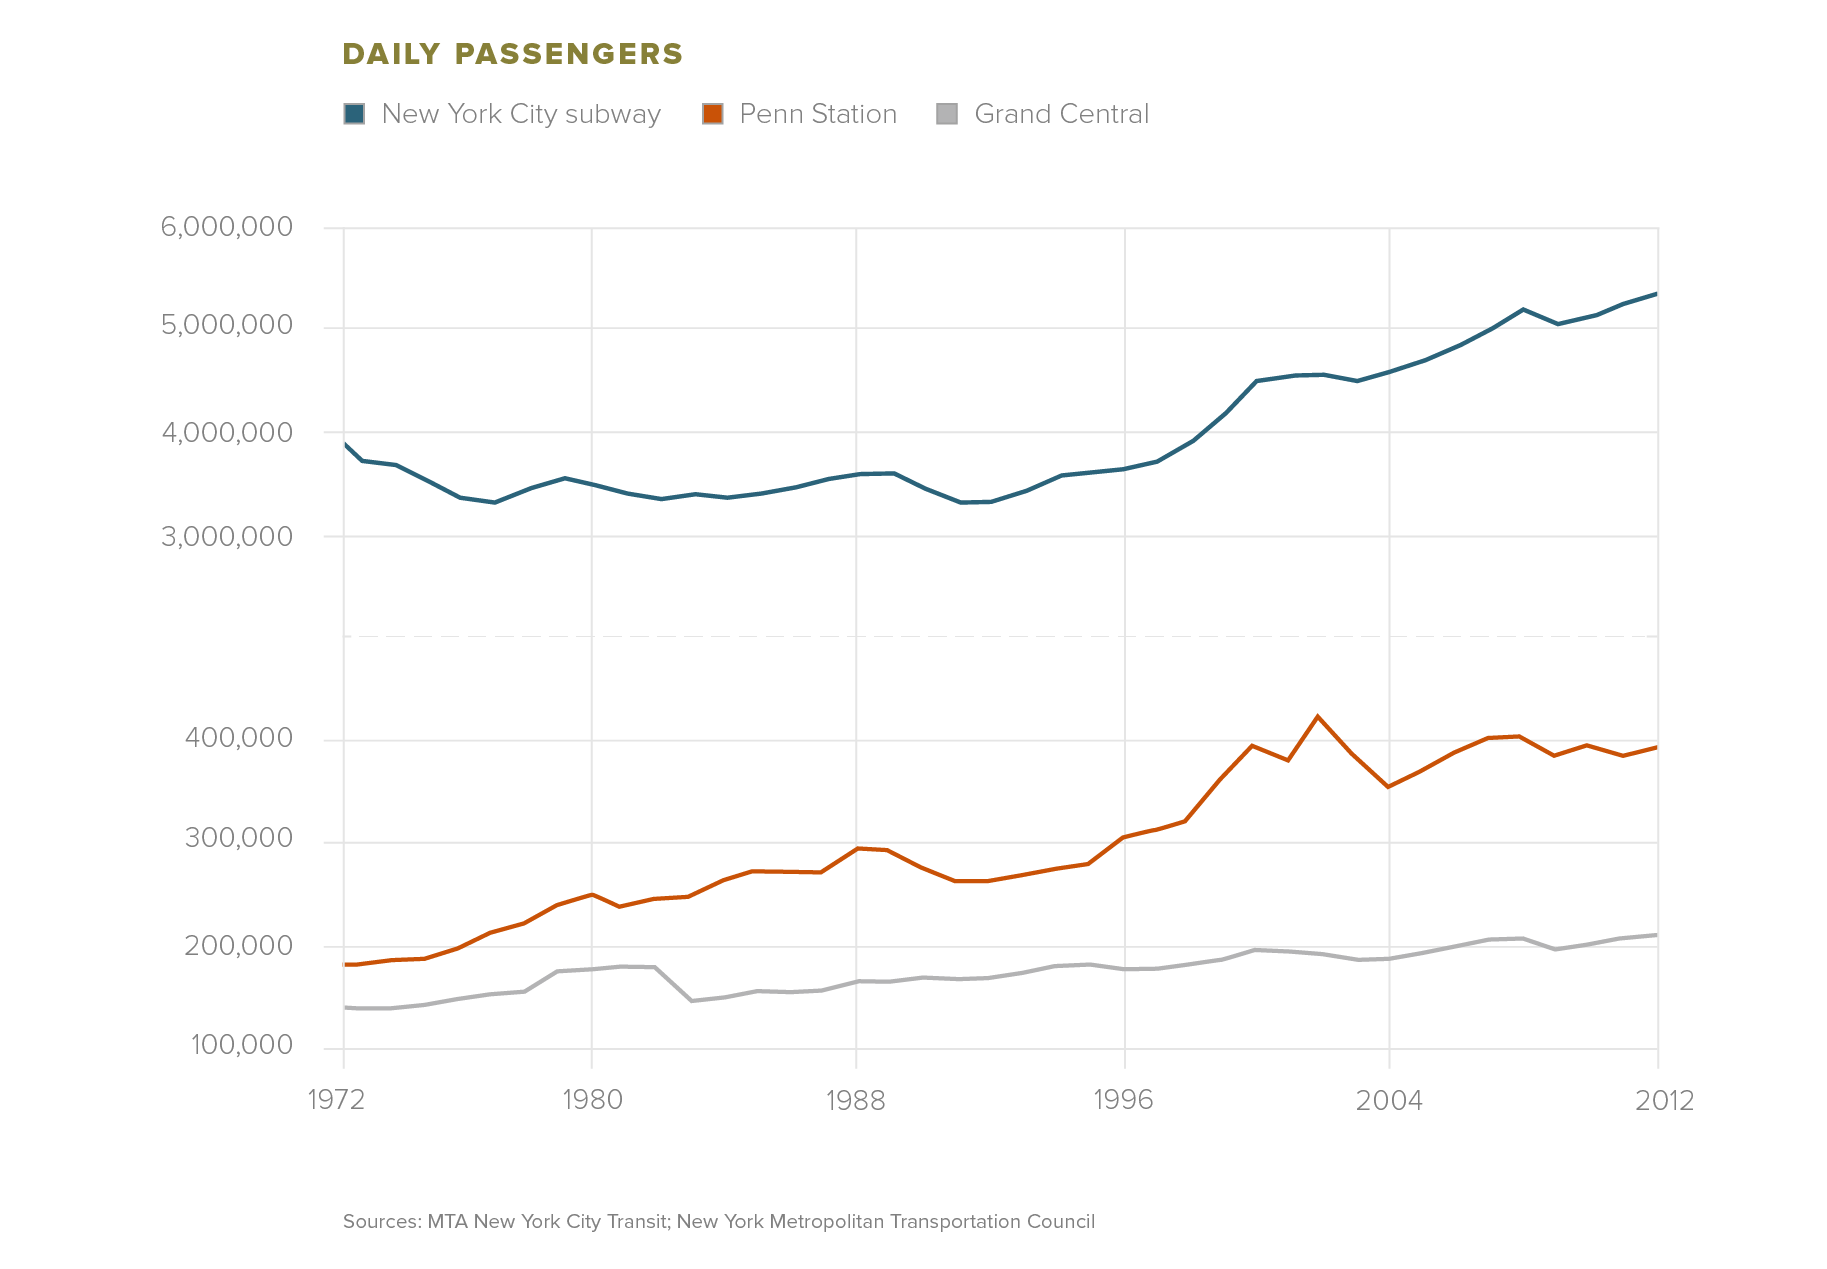 DAILY PASSENGERS
New York City subway Penn Station Grand Central
6,000,000
5,000,000
4,000,000
3,000,000
400,000
300,000
200,000
100,000
1972 1980 1988 1996 2004 2012
Sources: MTA New York City Transit; New York Metropolitan Transportation Council